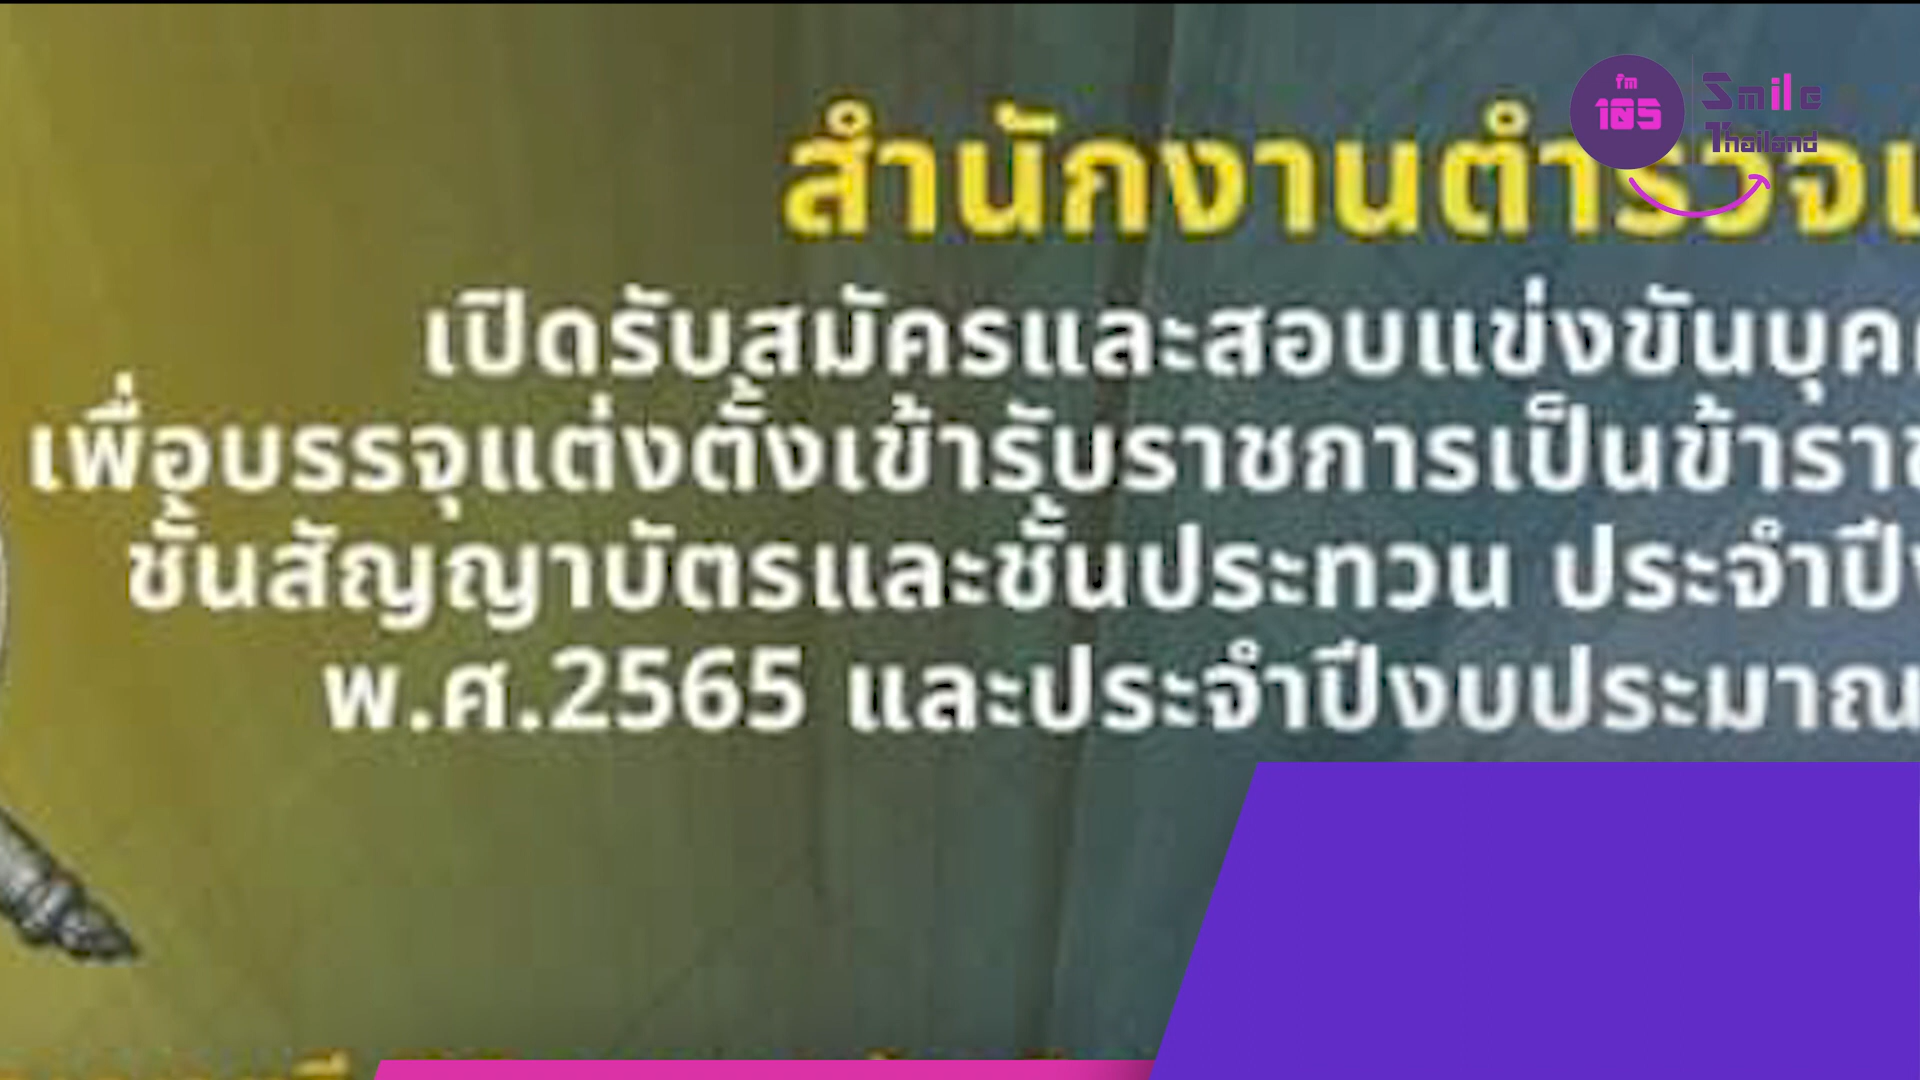 fm
105
Smile
Thailand
สำนักงานตำรวจ
เปิดรับสมัครและสอบแข่งขันบุคค
เพื่อบรรจุแต่งตั้งเข้ารับราชการเป็นข้าราช
ชั้นสัญญาบัตรและชั้นประทวน ประจำปี
พ.ศ.2565 และประจำปีงบประมาณ